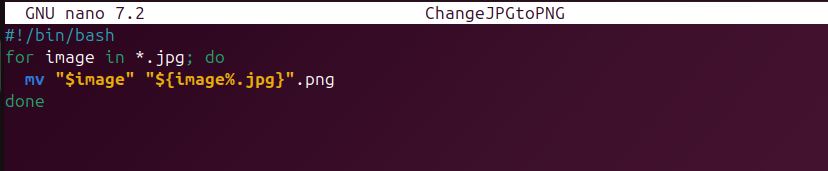 GNU nano 7.2 ChangeJPGtoPNG
#!/bin/bash
for image in *.jpg; do
  mv "$image" "${image%.jpg}".png
done